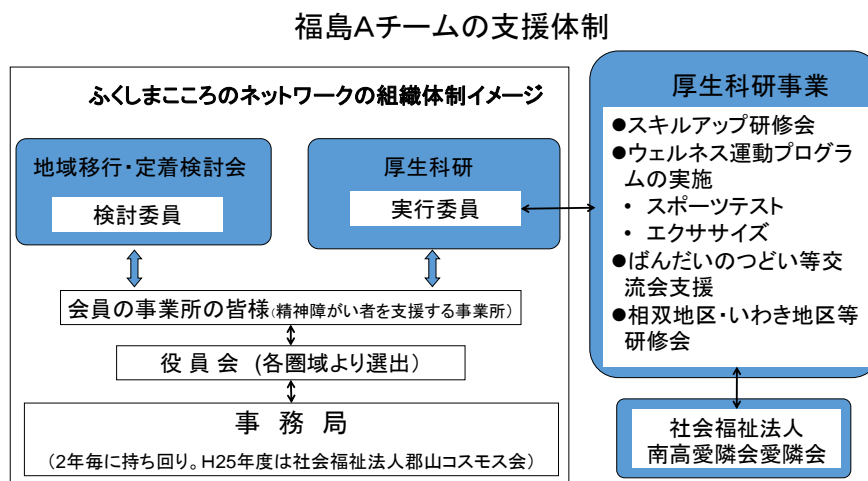 福島Aチームの支援体制
ふくしまこころのネットワークの組織体制イメージ
地域移行・定着検討会
検討委員
厚生科研
実行委員
会員の事業所の皆様(精神障がい者を支援する事業所)
役 員 会 (各圏域より選出)
事 務 局
(2年毎に持ち回り。H25年度は社会福祉法人郡山コスモス会)
厚生科研事業
●スキルアップ研修会
●ウェルネス運動プログラ
ムの実施
・ スポーツテスト
・ エクササイズ
●ばんだいのつどい等交
流会支援
●相双地区・いわき地区等
研修会
社会福祉法人
南高愛隣会愛隣会